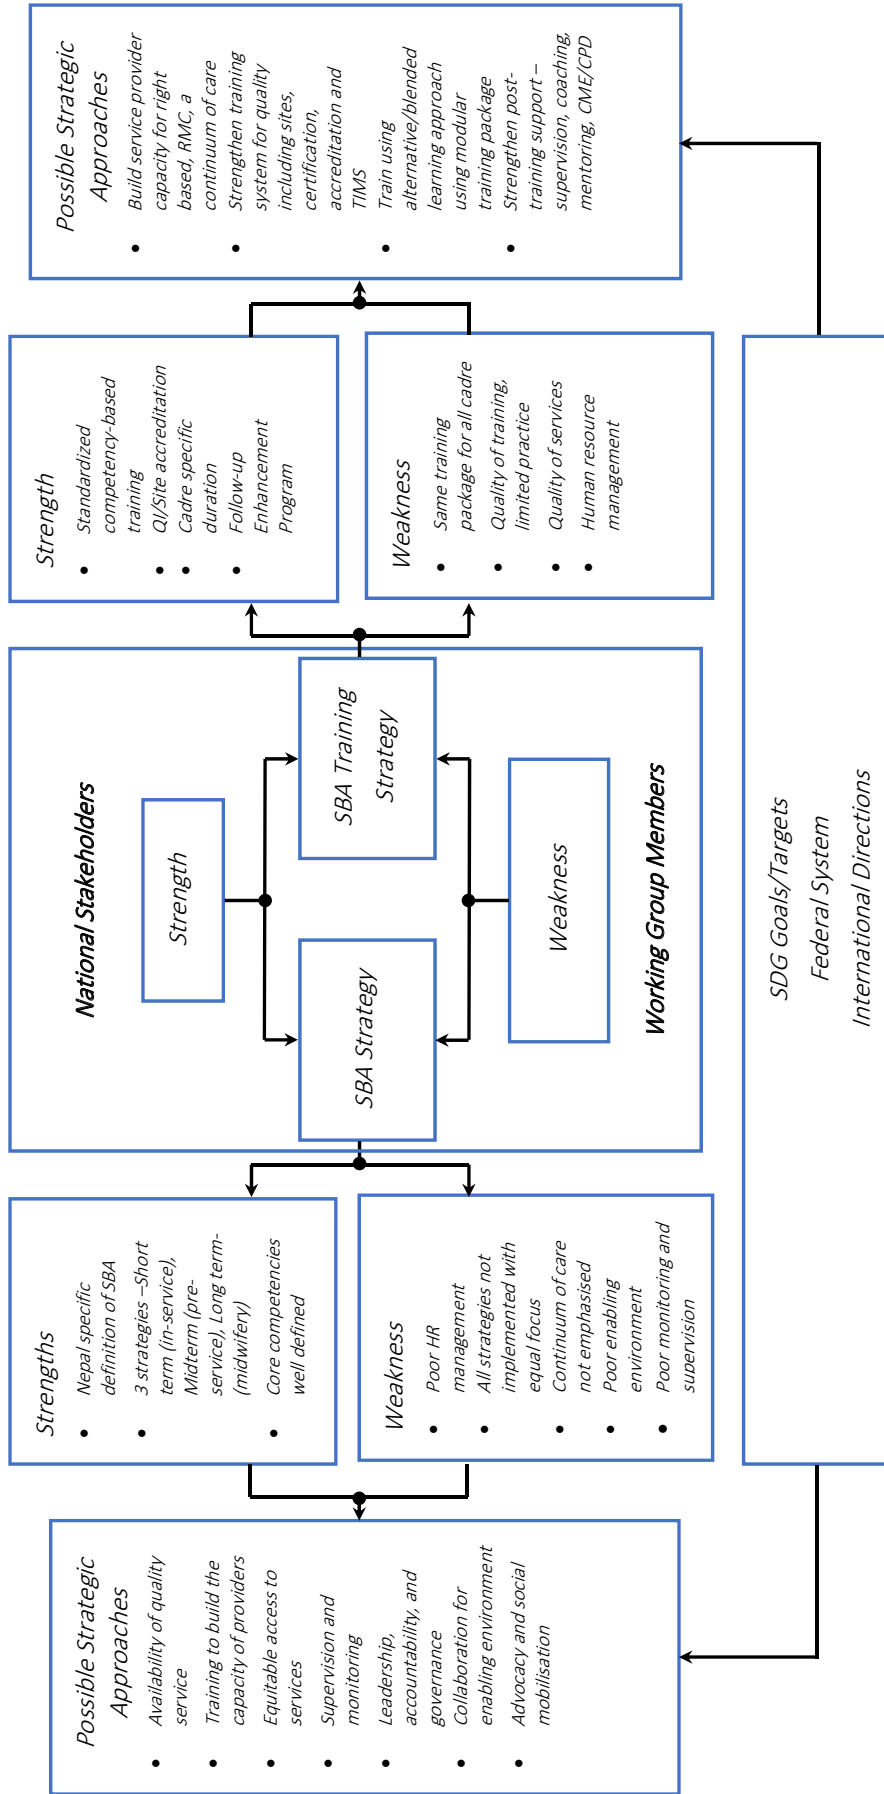 Possible Strategic
Approaches
• Availability of quality
service
• Training to build the
capacity of providers
• Equitable access to
services
• Supervision and
monitoring
• Leadership,
accountability, and
governance
• Collaboration for
enabling environment
• Advocacy and social
mobilisation
Strengths
• Nepal specific
definition of SBA
• 3 strategies –Short
term (in-service),
Midterm (pre-
service), Long term-
(midwifery)
• Core competencies
well defined
Weakness
• Poor HR
management
• All strategies not
implemented with
equal focus
• Continuum of care
not emphasised
• Poor enabling
environment
• Poor monitoring and
supervision
National Stakeholders
Strength
SBA Strategy
SBA Training
Strategy
Weakness
Working Group Members
Strength
• Standardized
competency-based
training
• QI/Site accreditation
• Cadre specific
duration
• Follow-up
Enhancement
Program
Weakness
• Same training
package for all cadre
• Quality of training,
limited practice
• Quality of services
• Human resource
management
Possible Strategic
Approaches
• Build service provider
capacity for right
based, RMC, a
continuum of care
• Strengthen training
system for quality
including sites,
certification,
accreditation and
TIMS
• Train using
alternative/blended
learning approach
using modular
training package
• Strengthen post-
training support –
supervision, coaching,
mentoring, CME/CPD
SDG Goals/Targets
Federal System
International Directions